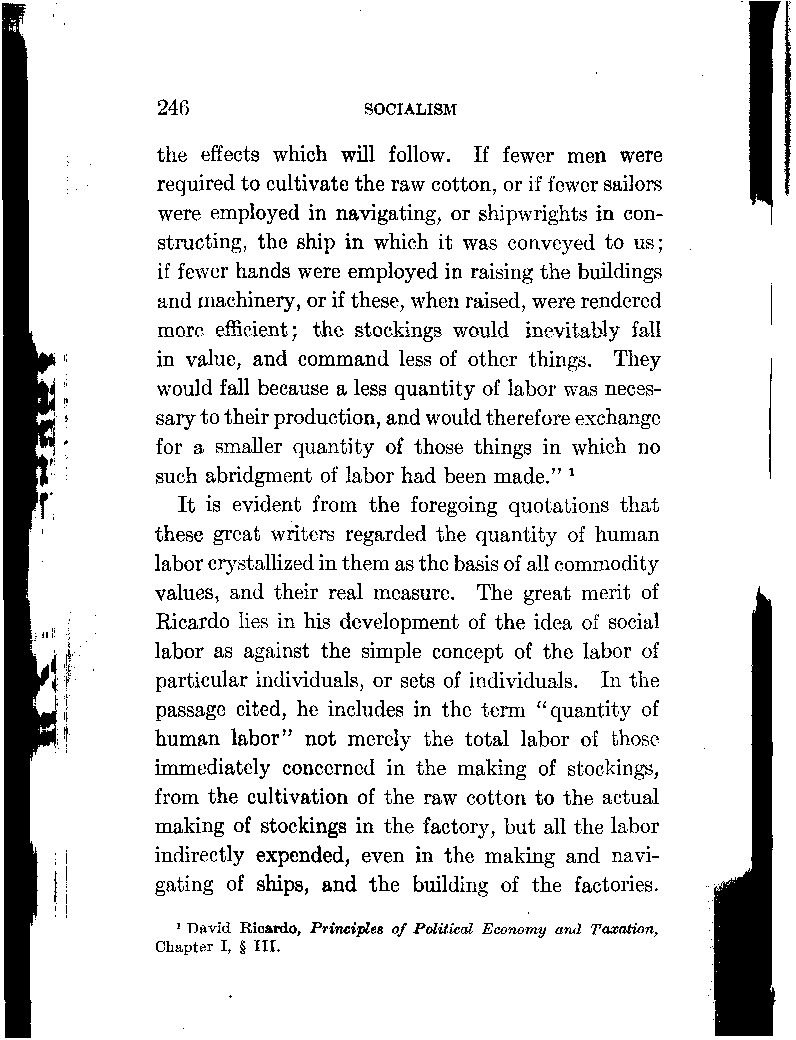 246 SOCIALISM
the effects which will follow. If fewer men were
required to cultivate the raw cotton, or if fewer sailors
were employed in navigating, or shipwrights in con-
structing, the ship in which it was conveyed to us;
if fewer hands were employed in raising the buildings
and machinery, or if these, when raised, were rendered
more efficient; the stockings would inevitably fall
in value, and command less of other things. They
would fall because a less quantity of labor was neces-
sary to their production, and would therefore exchange
for a smaller quantity of those things in which no
such abridgment of labor had been made." 1
It is evident from the foregoing quotations that
these great writers regarded the quantity of human
labor crystallized in them as the basis of all commodity
values, and their real measure. The great merit of
Ricardo lies in his development of the idea of social
labor as against the simple concept of the labor of
particular individuals, or sets of individuals. In the
passage cited, he includes in the term "quantity of
human labor" not merely the total labor of those
immediately concerned in the making of stockings,
from the cultivation of the raw cotton to the actual
making of stockings in the factory, but all the labor
indirectly expended, even in the making and navi-
gating of ships, and the building of the factories.
1 David Ricardo, Principles of Political Economy and Taxation,
Chapter I, § III.